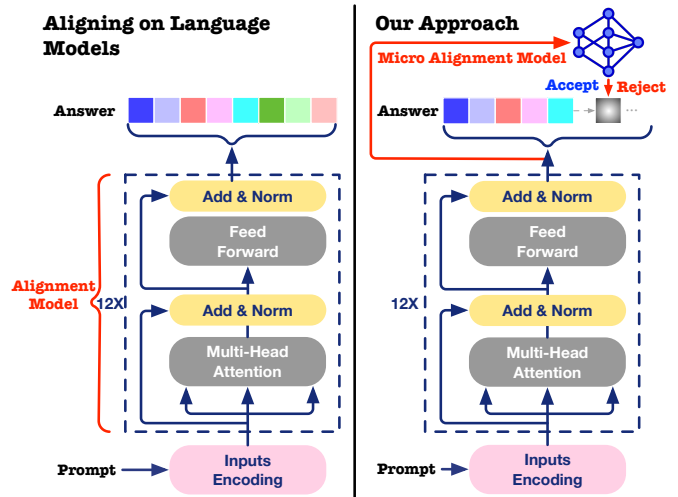 Aligning on Language
Models
Answer
Add & Norm
Feed
Forward
Alignment
Model
12X
Add & Norm
Multi-Head
Attention
Prompt
Inputs
Encoding
Our Approach
Micro Alignment Model
Accept
Reject
Answer
...
Add & Norm
Feed
Forward
12X
Add & Norm
Multi-Head
Attention
Prompt
Inputs
Encoding